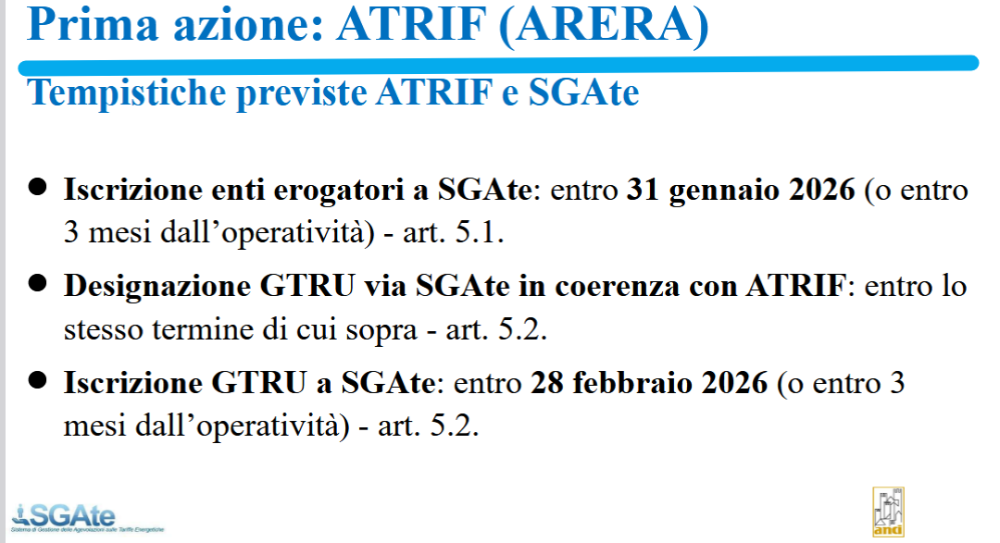 Prima azione: ATRIF (ARERA)
Tempistiche previste ATRIF e SGAte
● Iscrizione enti erogatori a SGAte: entro 31 gennaio 2026 (o entro
3 mesi dall’operatività) - art. 5.1.
● Designazione GTRU via SGAte in coerenza con ATRIF: entro lo
stesso termine di cui sopra - art. 5.2.
● Iscrizione GTRU a SGAte: entro 28 febbraio 2026 (o entro 3
mesi dall’operatività) - art. 5.2.
SGAte
Sistema di Gestione delle Agevolazioni sulle Tariffe Energetiche
anci